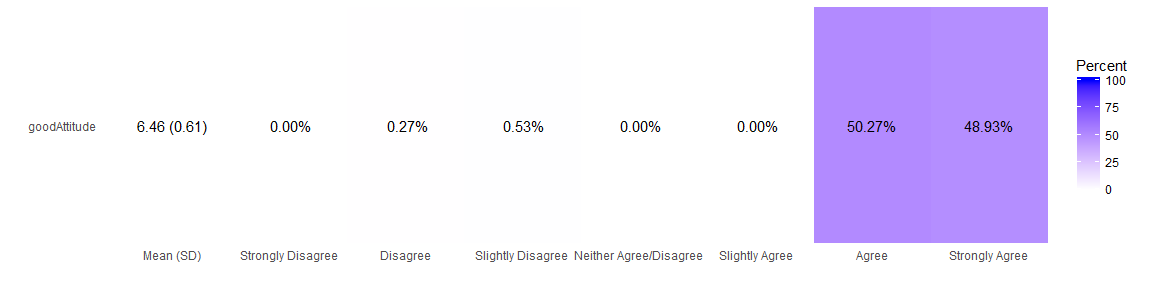 Percent
100
75
50
25
0
goodAttitude 6.46 (0.61) 0.00% 0.27% 0.53% 0.00% 0.00% 50.27% 48.93%
Mean (SD) Strongly Disagree Disagree Slightly Disagree Neither Agree/Disagree Slightly Agree Agree Strongly Agree